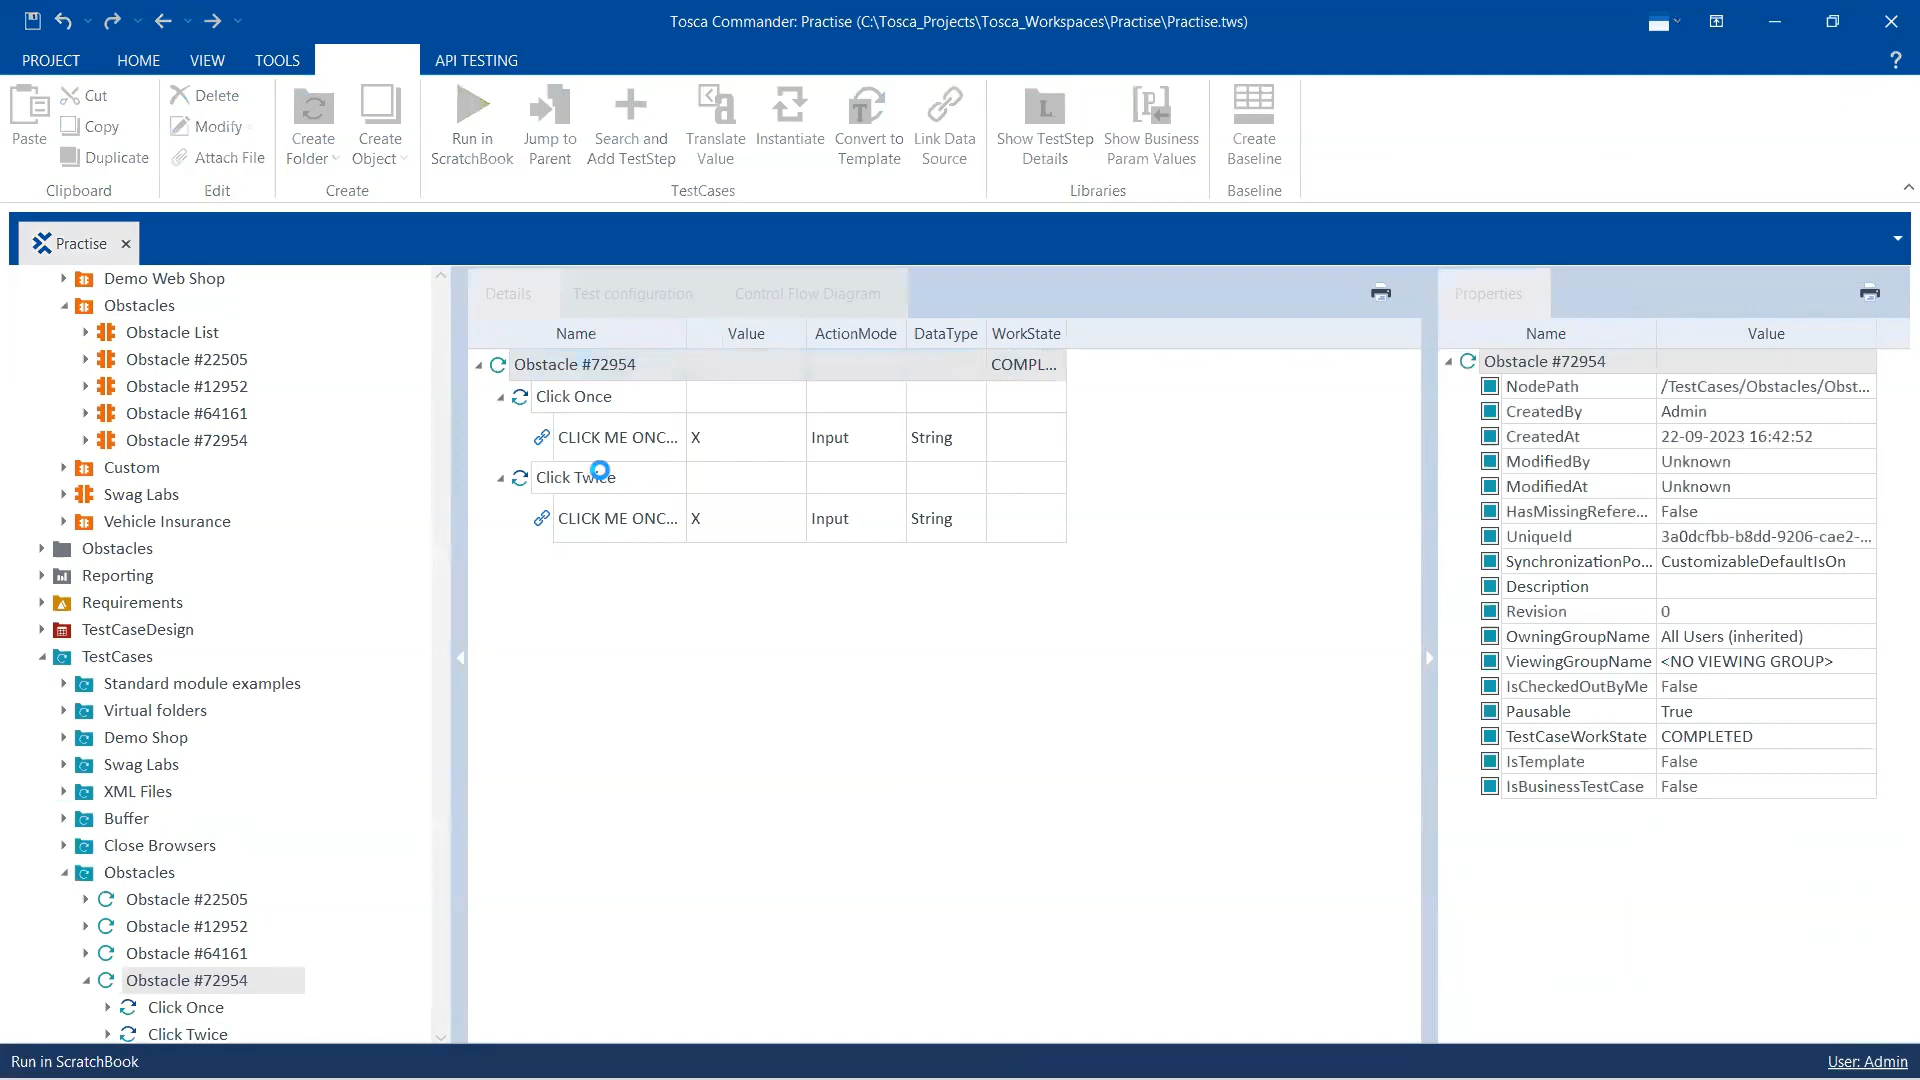 Tosca Commander: Practise (C:\Tosca_Projects\Tosca_Workspaces\Practise\Practise.tws)
PROJECT HOME VIEW TOOLS API TESTING ?
Paste Cut Copy Duplicate
Clipboard
Delete Modify Attach File
Edit
Create Folder Create Object
Create
Run in ScratchBook Jump to Parent Search and Add TestStep Translate Value Instantiate Convert to Template Link Data Source
TestCases
Show TestStep Details Show Business Param Values
Libraries
Create Baseline
Baseline
Practise
Demo Web Shop
Obstacles
Obstacle List
Obstacle #22505
Obstacle #12952
Obstacle #64161
Obstacle #72954
Custom
Swag Labs
Vehicle Insurance
Obstacles
Reporting
Requirements
TestCaseDesign
TestCases
Standard module examples
Virtual folders
Demo Shop
Swag Labs
XML Files
Buffer
Close Browsers
Obstacles
Obstacle #22505
Obstacle #12952
Obstacle #64161
Obstacle #72954
Click Once
Click Twice
Details Test configuration Control Flow Diagram
Name Value ActionMode DataType WorkState
Obstacle #72954 COMPL...
Click Once
CLICK ME ONC... X Input String
Click Twice
CLICK ME ONC... X Input String
Properties
Name Value
Obstacle #72954
NodePath /TestCases/Obstacles/Obst...
CreatedBy Admin
CreatedAt 22-09-2023 16:42:52
ModifiedBy Unknown
ModifiedAt Unknown
HasMissingRefere... False
UniqueId 3a0dcfbb-b8dd-9206-cae2-...
SynchronizationPo... CustomizableDefaultIsOn
Description
Revision 0
OwningGroupName All Users (inherited)
ViewingGroupName <NO VIEWING GROUP>
IsCheckedOutByMe False
Pausable True
TestCaseWorkState COMPLETED
IsTemplate False
IsBusinessTestCase False
Run in ScratchBook User: Admin